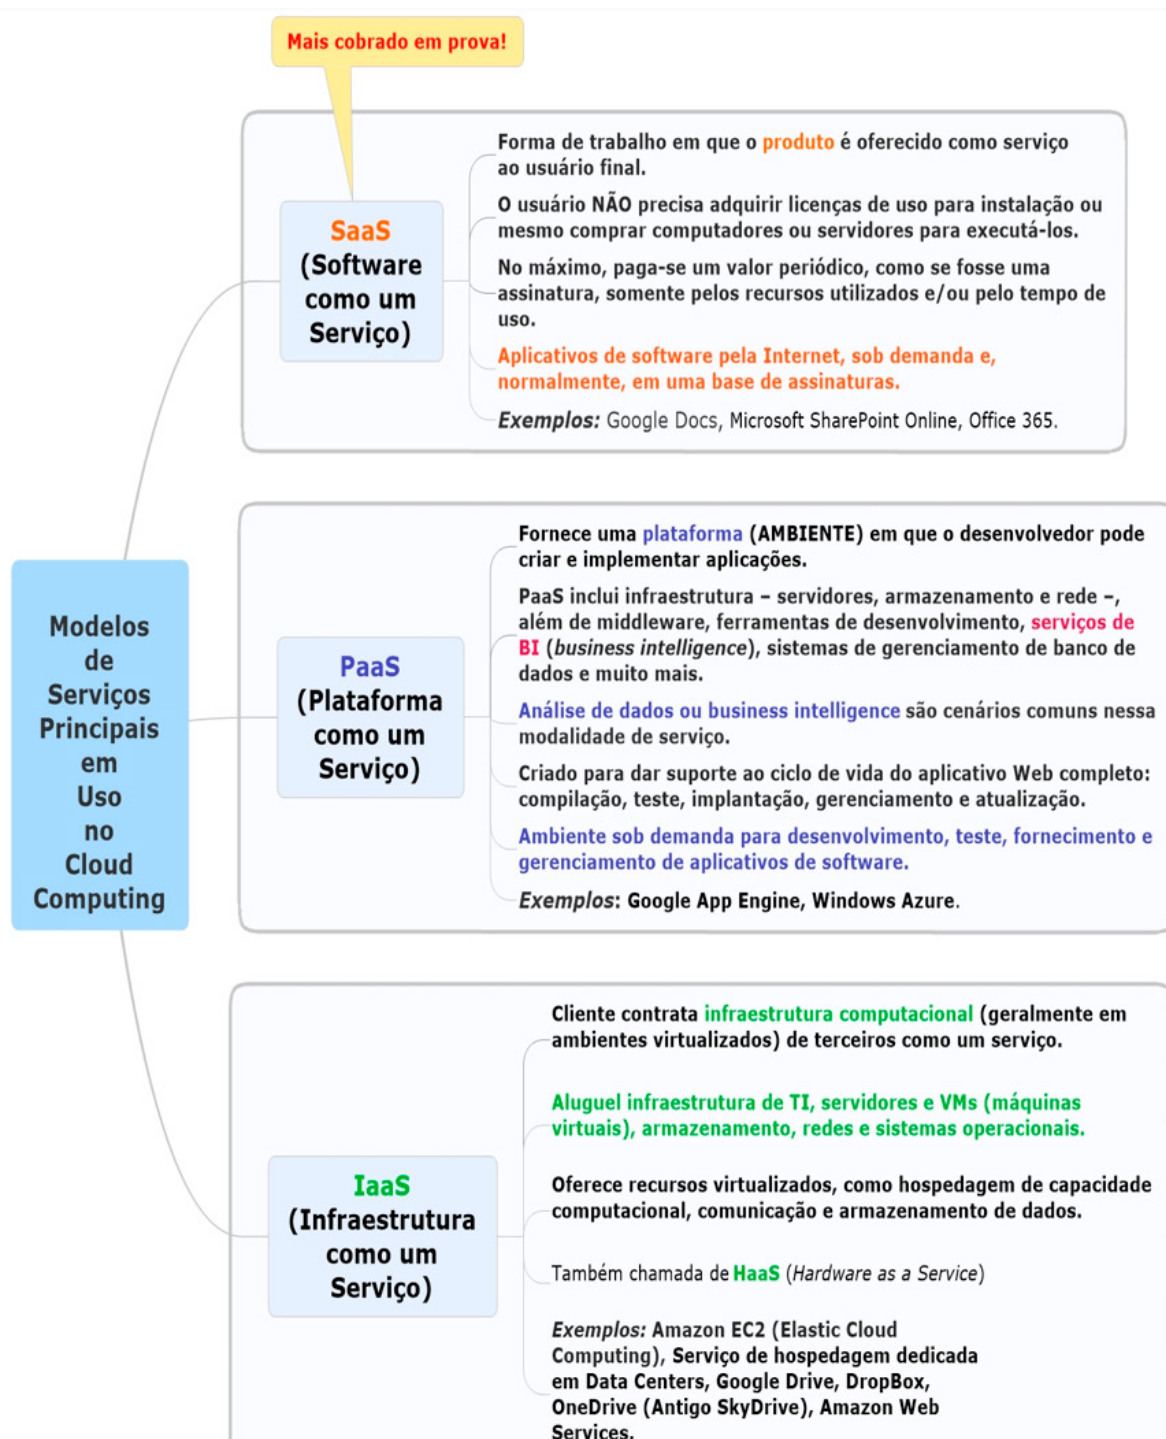 Mais cobrado em prova!
Modelos
de
Serviços
Principais
em
Uso
no
Cloud
Computing
SaaS
(Software
como um
Serviço)
Forma de trabalho em que o produto é oferecido como serviço
ao usuário final.
O usuário NÃO precisa adquirir licenças de uso para instalação ou
mesmo comprar computadores ou servidores para executá-los.
No máximo, paga-se um valor periódico, como se fosse uma
assinatura, somente pelos recursos utilizados e/ou pelo tempo de
uso.
Aplicativos de software pela Internet, sob demanda e,
normalmente, em uma base de assinaturas.
Exemplos: Google Docs, Microsoft SharePoint Online, Office 365.
PaaS
(Plataforma
como um
Serviço)
Fornece uma plataforma (AMBIENTE) em que o desenvolvedor pode
criar e implementar aplicações.
PaaS inclui infraestrutura – servidores, armazenamento e rede –,
além de middleware, ferramentas de desenvolvimento, serviços de
BI (business intelligence), sistemas de gerenciamento de banco de
dados e muito mais.
Análise de dados ou business intelligence são cenários comuns nessa
modalidade de serviço.
Criado para dar suporte ao ciclo de vida do aplicativo Web completo:
compilação, teste, implantação, gerenciamento e atualização.
Ambiente sob demanda para desenvolvimento, teste, fornecimento e
gerenciamento de aplicativos de software.
Exemplos: Google App Engine, Windows Azure.
IaaS
(Infraestrutura
como um
Serviço)
Cliente contrata infraestrutura computacional (geralmente em
ambientes virtualizados) de terceiros como um serviço.
Aluguel infraestrutura de TI, servidores e VMs (máquinas
virtuais), armazenamento, redes e sistemas operacionais.
Oferece recursos virtualizados, como hospedagem de capacidade
computacional, comunicação e armazenamento de dados.
Também chamada de HaaS (Hardware as a Service)
Exemplos: Amazon EC2 (Elastic Cloud
Computing), Serviço de hospedagem dedicada
em Data Centers, Google Drive, DropBox,
OneDrive (Antigo SkyDrive), Amazon Web
Services.